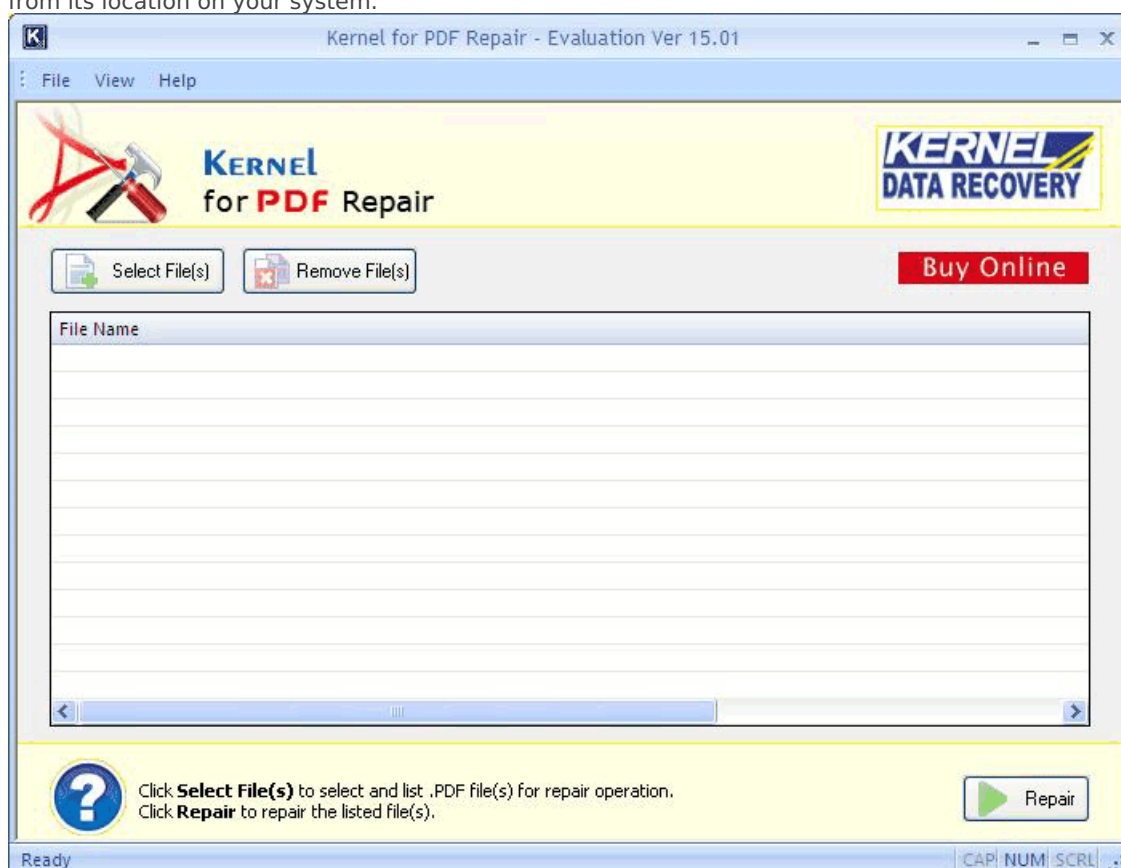 from its location on your system.
Kernel for PDF Repair - Evaluation Ver 15.01
File View Help
KERNEL
for PDF Repair
KERNEL
DATA RECOVERY
Select File(s) Remove File(s)
Buy Online
File Name
Click Select File(s) to select and list .PDF file(s) for repair operation.
Click Repair to repair the listed file(s).
Repair
Ready
CAP NUM SCRL